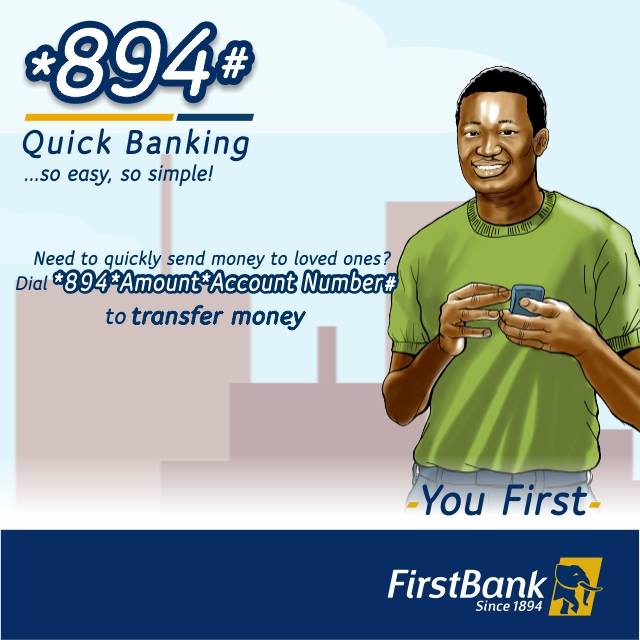 *894#
Quick Banking
...so easy, so simple!
Need to quickly send money to loved ones?
Dial *894*Amount*Account Number#
to transfer money
-You First-
FirstBank
Since 1894